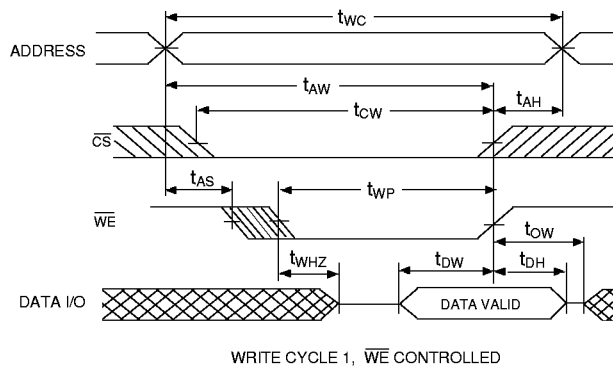 tWC
ADDRESS
tAW
tCW
tAH
CS
tAS
tWP
WE
tOW
tWHZ
tDW
tDH
DATA I/O
DATA VALID
WRITE CYCLE 1, WE CONTROLLED